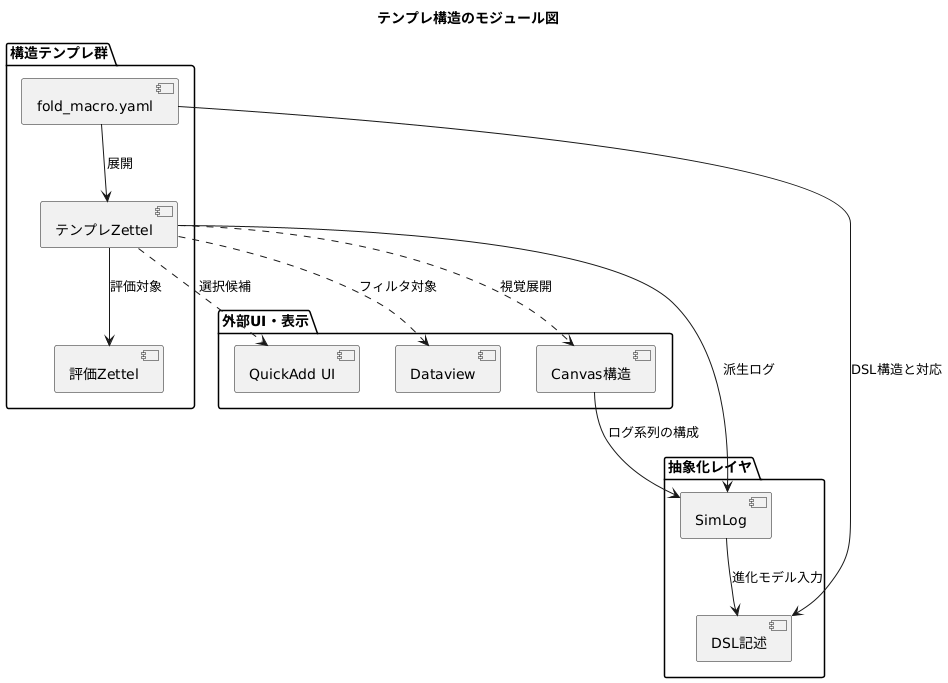 テンプレ構造のモジュール図
構造テンプレ群
fold_macro.yaml
展開
テンプレZettel
評価対象
選択候補
フィルタ対象
視覚展開
外部UI・表示
評価Zettel
QuickAdd UI
Dataview
Canvas構造
派生ログ
DSL構造と対応
ログ系列の構成
抽象化レイヤ
SimLog
進化モデル入力
DSL記述